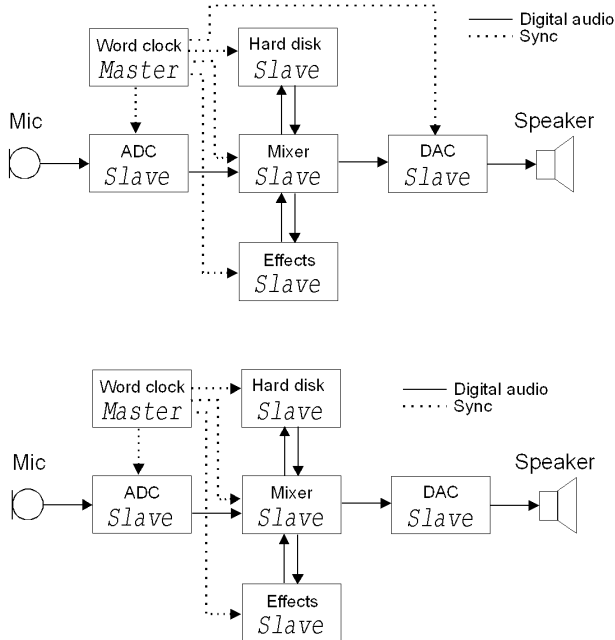 Digital audio
Sync
Word clock
Master
Hard disk
Slave
Mic
ADC
Slave
Mixer
Slave
DAC
Slave
Speaker
Effects
Slave
Word clock
Master
Hard disk
Slave
Digital audio
Sync
Mic
ADC
Slave
Mixer
Slave
DAC
Slave
Speaker
Effects
Slave